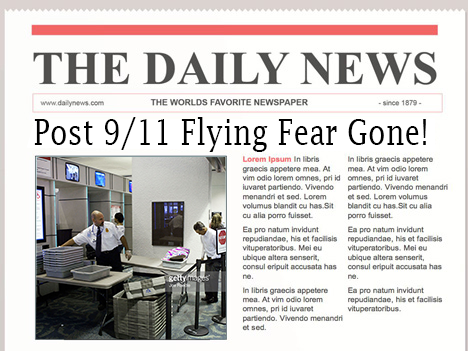 THE DAILY NEWS
www.dailynews.com THE WORLDS FAVORITE NEWSPAPER - since 1879 -
Post 9/11 Flying Fear Gone!
Lorem Ipsum In libris
graecis appetere mea. At
vim odio lorem omnes, pri
id iuvaret partiendo. Vivendo
menandri et sed. Lorem
volumus blandit cu has.Sit
cu alia porro fuisset.
Ea pro natum invidunt
repudiandae, his et facilisis
vituperatoribus. Mei eu
ubique altera senserit,
consul eripuit accusata has
ne.
In libris graecis appetere
mea. At vim odio lorem
omnes, pri id iuvaret
partiendo. Vivendo menandri
et sed.
In libris graecis appetere
mea. At vim odio lorem
omnes, pri id iuvaret
partiendo. Vivendo menandri
et sed. Lorem volumus
blandit cu has.Sit cu alia
porro fuisset.
Ea pro natum invidunt
repudiandae, his et facilisis
vituperatoribus. Mei eu
ubique altera senserit,
consul eripuit accusata has
ne.
Ea pro natum invidunt
repudiandae, his et facilisis
vituperatoribus.
gettyimages